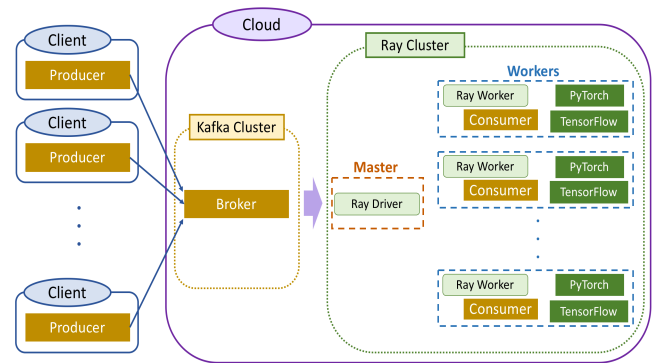 Cloud
Client
Producer
Client
Producer
Client
Producer
Kafka Cluster
Broker
Ray Cluster
Master
Ray Driver
Workers
Ray Worker
PyTorch
Consumer
TensorFlow
Ray Worker
PyTorch
Consumer
TensorFlow
Ray Worker
PyTorch
Consumer
TensorFlow